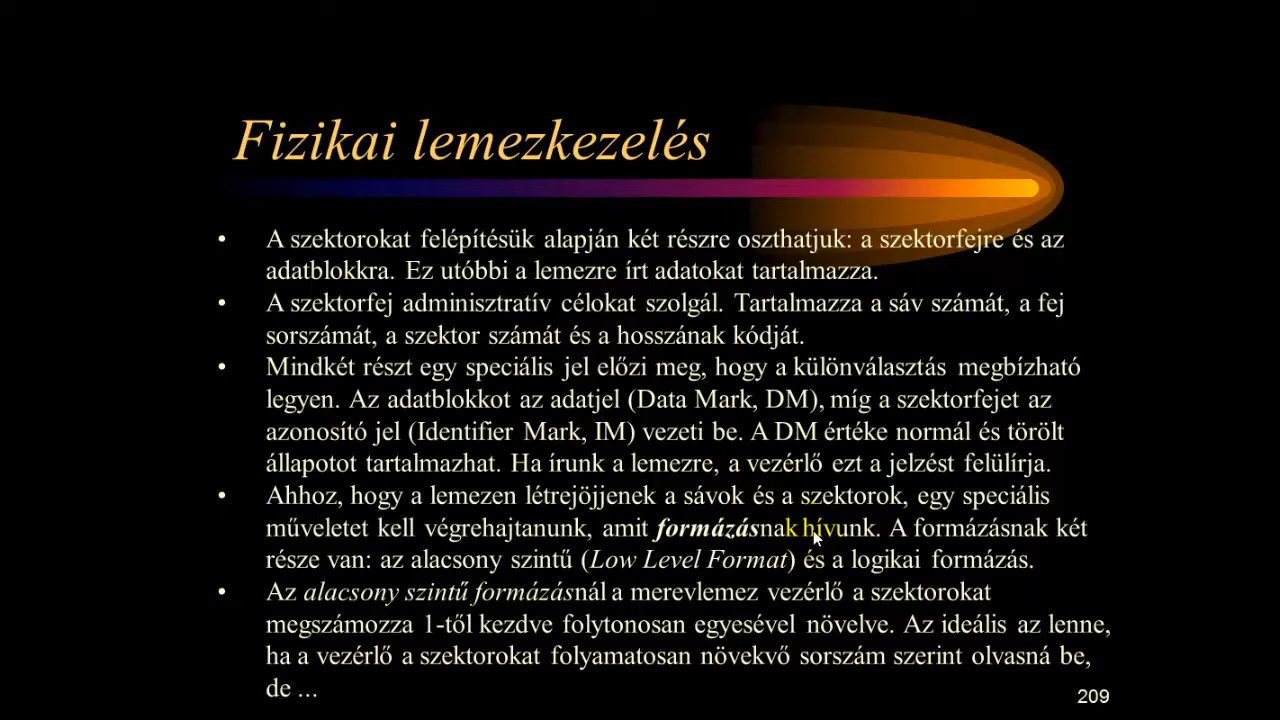 Fizikai lemezkezelés
• A szektorokat felépítésük alapján két részre oszthatjuk: a szektorfejre és az
adatblokkra. Ez utóbbi a lemezre írt adatokat tartalmazza.
• A szektorfej adminisztratív célokat szolgál. Tartalmazza a sáv számát, a fej
sorszámát, a szektor számát és a hosszának kódját.
• Mindkét részt egy speciális jel előzi meg, hogy a különválasztás megbízható
legyen. Az adatblokkot az adatjel (Data Mark, DM), míg a szektorfejet az
azonosító jel (Identifier Mark, IM) vezeti be. A DM értéke normál és törölt
állapotot tartalmazhat. Ha írunk a lemezre, a vezérlő ezt a jelzést felülírja.
• Ahhoz, hogy a lemezen létrejöjjenek a sávok és a szektorok, egy speciális
műveletet kell végrehajtanunk, amit formázásnak hívunk. A formázásnak két
része van: az alacsony szintű (Low Level Format) és a logikai formázás.
• Az alacsony szintű formázásnál a merevlemez vezérlő a szektorokat
megszámozza 1-től kezdve folytonosan egyesével növelve. Az ideális az lenne,
ha a vezérlő a szektorokat folyamatosan növekvő sorszám szerint olvasná be,
de ...
209